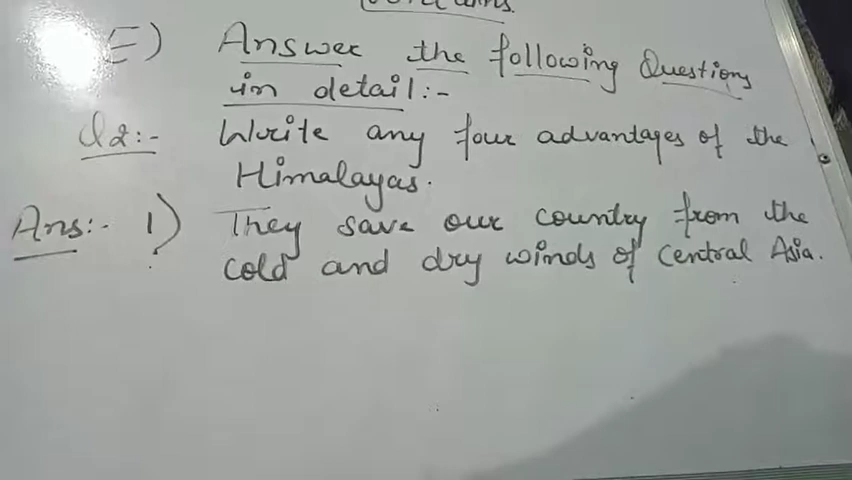 E) Answer the following Questions
in detail:-
Q2:- Write any four advantages of the
Himalayas.
Ans:- 1) They save our country from the
cold and dry winds of Central Asia.